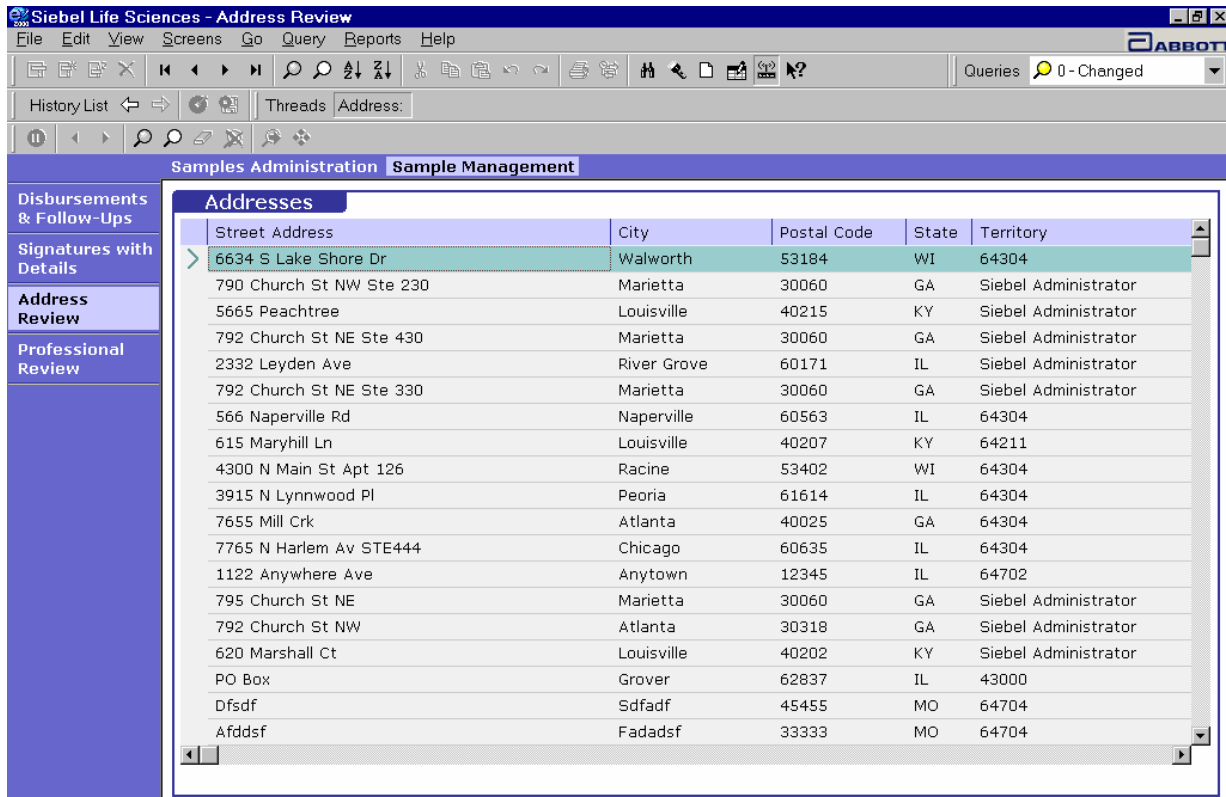 Siebel Life Sciences - Address Review
File Edit View Screens Go Query Reports Help
ABBOTT
Queries 0 - Changed
History List Threads Address:
Samples Administration Sample Management
Disbursements
& Follow-Ups
Signatures with
Details
Address
Review
Professional
Review
Addresses
Street Address City Postal Code State Territory
6634 S Lake Shore Dr Walworth 53184 WI 64304
790 Church St NW Ste 230 Marietta 30060 GA Siebel Administrator
5665 Peachtree Louisville 40215 KY Siebel Administrator
792 Church St NE Ste 430 Marietta 30060 GA Siebel Administrator
2332 Leyden Ave River Grove 60171 IL Siebel Administrator
792 Church St NE Ste 330 Marietta 30060 GA Siebel Administrator
566 Naperville Rd Naperville 60563 IL 64304
615 Maryhill Ln Louisville 40207 KY 64211
4300 N Main St Apt 126 Racine 53402 WI 64304
3915 N Lynnwood Pl Peoria 61614 IL 64304
7655 Mill Crk Atlanta 40025 GA 64304
7765 N Harlem Av STE444 Chicago 60635 IL 64304
1122 Anywhere Ave Anytown 12345 IL 64702
795 Church St NE Marietta 30060 GA Siebel Administrator
792 Church St NW Atlanta 30318 GA Siebel Administrator
620 Marshall Ct Louisville 40202 KY Siebel Administrator
PO Box Grover 62837 IL 43000
Dfsdf Sdfadf 45455 MO 64704
Afddsf Fadadsf 33333 MO 64704